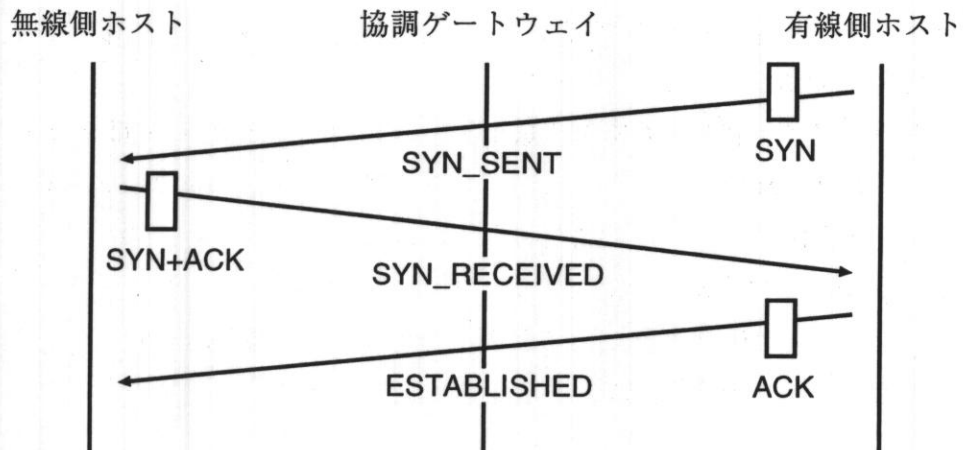 無線側ホスト 協調ゲートウェイ 有線側ホスト
SYN
SYN_SENT
SYN+ACK
SYN_RECEIVED
ACK
ESTABLISHED